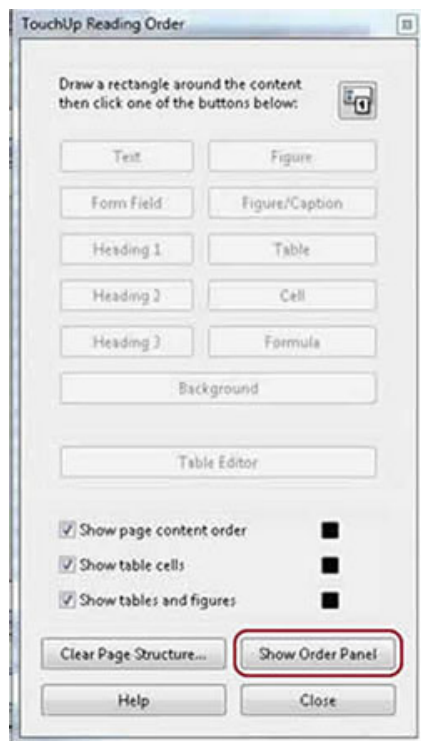 TouchUp Reading Order
Draw a rectangle around the content
then click one of the buttons below:
1
Text Figure
Form Field Figure/Caption
Heading 1 Table
Heading 2 Cell
Heading 3 Formula
Background
Table Editor
Show page content order
Show table cells
Show tables and figures
Clear Page Structure... Show Order Panel
Help Close